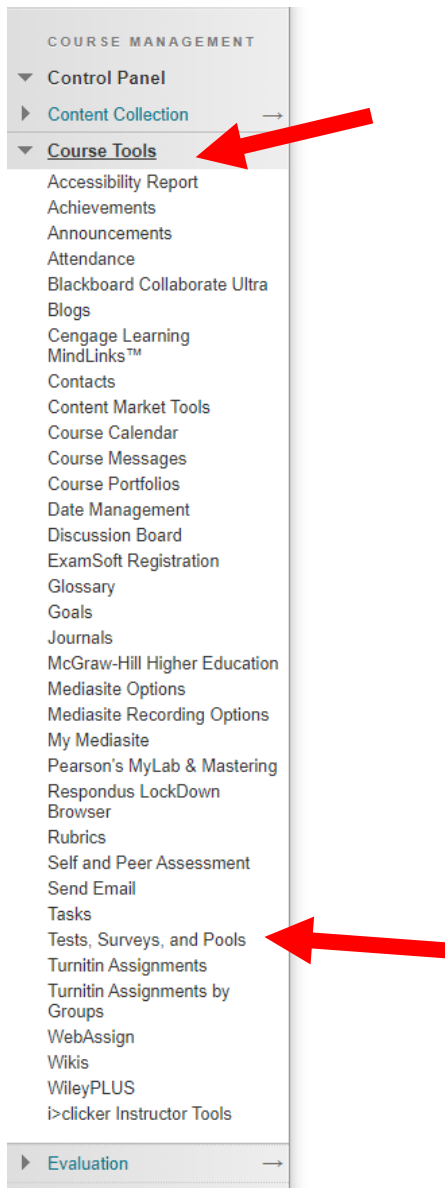 COURSE MANAGEMENT
Control Panel
Content Collection
Course Tools
Accessibility Report
Achievements
Announcements
Attendance
Blackboard Collaborate Ultra
Blogs
Cengage Learning
MindLinks™
Contacts
Content Market Tools
Course Calendar
Course Messages
Course Portfolios
Date Management
Discussion Board
ExamSoft Registration
Glossary
Goals
Journals
McGraw-Hill Higher Education
Mediasite Options
Mediasite Recording Options
My Mediasite
Pearson's MyLab & Mastering
Respondus LockDown
Browser
Rubrics
Self and Peer Assessment
Send Email
Tasks
Tests, Surveys, and Pools
Turnitin Assignments
Turnitin Assignments by
Groups
WebAssign
Wikis
WileyPLUS
i>clicker Instructor Tools
Evaluation